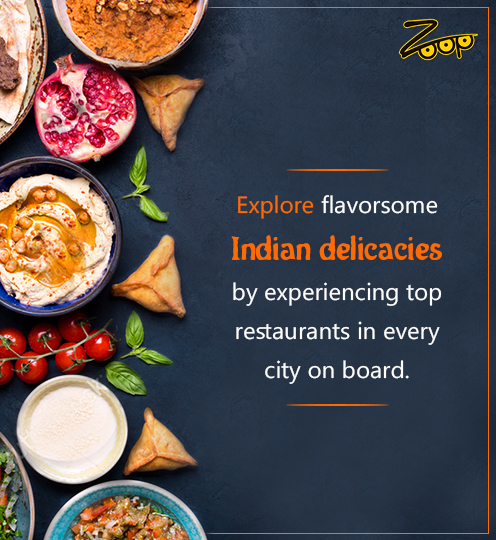 Zoop
Explore flavorsome
Indian delicacies
by experiencing top
restaurants in every
city on board.